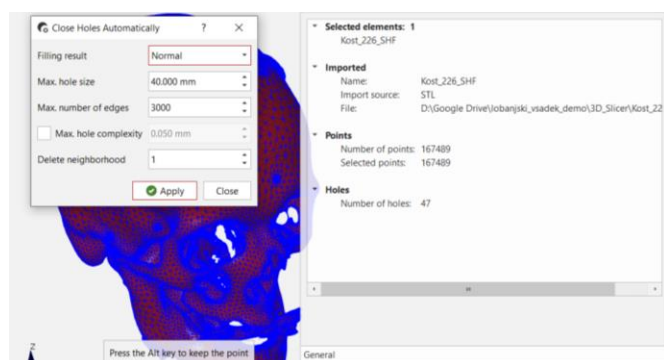 Close Holes Automatically ? ×
Filling result Normal
Max. hole size 40.000 mm
Max. number of edges 3000
Max. hole complexity 0.050 mm
Delete neighborhood 1
Apply Close
Selected elements: 1
Kost_226_SHF
Imported
Name: Kost_226_SHF
Import source: STL
File: D:\Google Drive\lobanjski_vsadek_demo\3D_Slicer\Kost_22
Points
Number of points: 167489
Selected points: 167489
Holes
Number of holes: 47
Z
Press the Alt key to keep the point
General